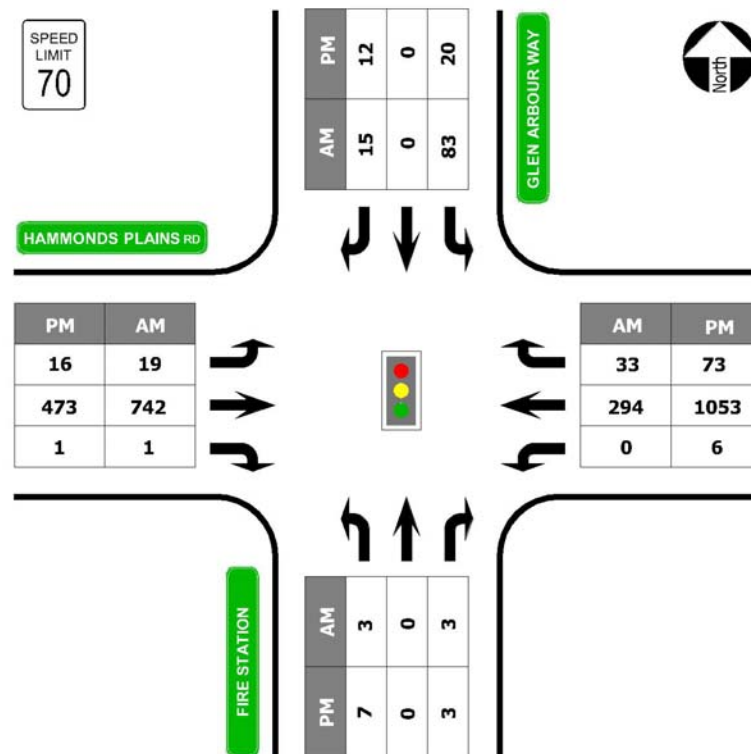 SPEED
LIMIT
70
PM 12 0 20
AM 15 0 83
GLEN ARBOUR WAY
North
HAMMONDS PLAINS RD
PM AM
16 19
473 742
1 1
AM PM
33 73
294 1053
0 6
FIRE STATION
AM 3 0 3
PM 7 0 3